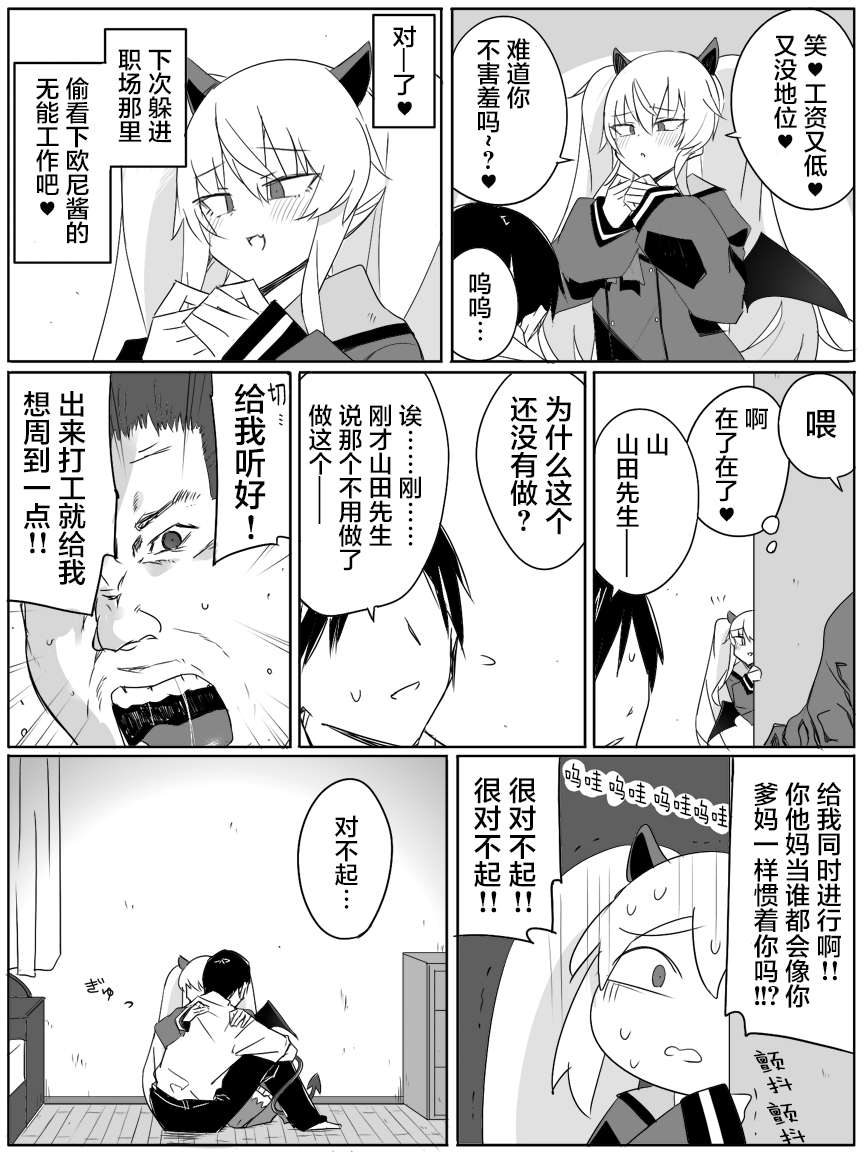 笑♥工资又低♥
又没地位♥
难道你
不害羞吗~?♥
呜呜…
对—了♥
下次躲进
职场那里
偷看下欧尼酱的
无能工作吧♥
喂
啊
在了在了♥
山
山田先生——
为什么这个
还没有做?
诶……刚……
刚才山田先生
说那个不用做了
做这个——
切…
给我听好!
出来打工就给我
想周到一点!!
给我同时进行啊!!
你他妈当谁都会像你
爹妈一样惯着你吗!!?
呜哇呜哇呜哇呜哇
很对不起!!
很对不起!!
颤抖
颤抖
对不起…
ぎゅっ